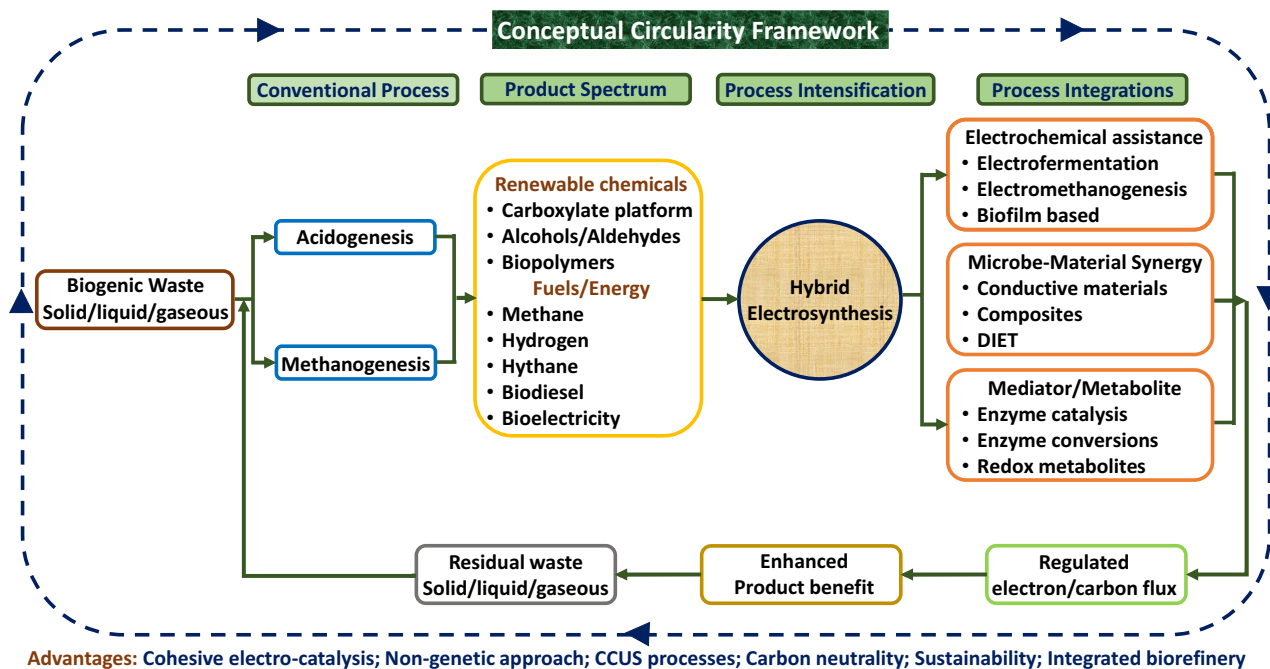 Conceptual Circularity Framework
Conventional Process
Product Spectrum
Process Intensification
Process Integrations
Biogenic Waste
Solid/liquid/gaseous
Acidogenesis
Methanogenesis
Renewable chemicals
• Carboxylate platform
• Alcohols/Aldehydes
• Biopolymers
Fuels/Energy
• Methane
• Hydrogen
• Hythane
• Biodiesel
• Bioelectricity
Hybrid
Electrosynthesis
Electrochemical assistance
• Electrofermentation
• Electromethanogenesis
• Biofilm based
Microbe-Material Synergy
• Conductive materials
• Composites
• DIET
Mediator/Metabolite
• Enzyme catalysis
• Enzyme conversions
• Redox metabolites
Residual waste
Solid/liquid/gaseous
Enhanced
Product benefit
Regulated
electron/carbon flux
Advantages: Cohesive electro-catalysis; Non-genetic approach; CCUS processes; Carbon neutrality; Sustainability; Integrated biorefinery